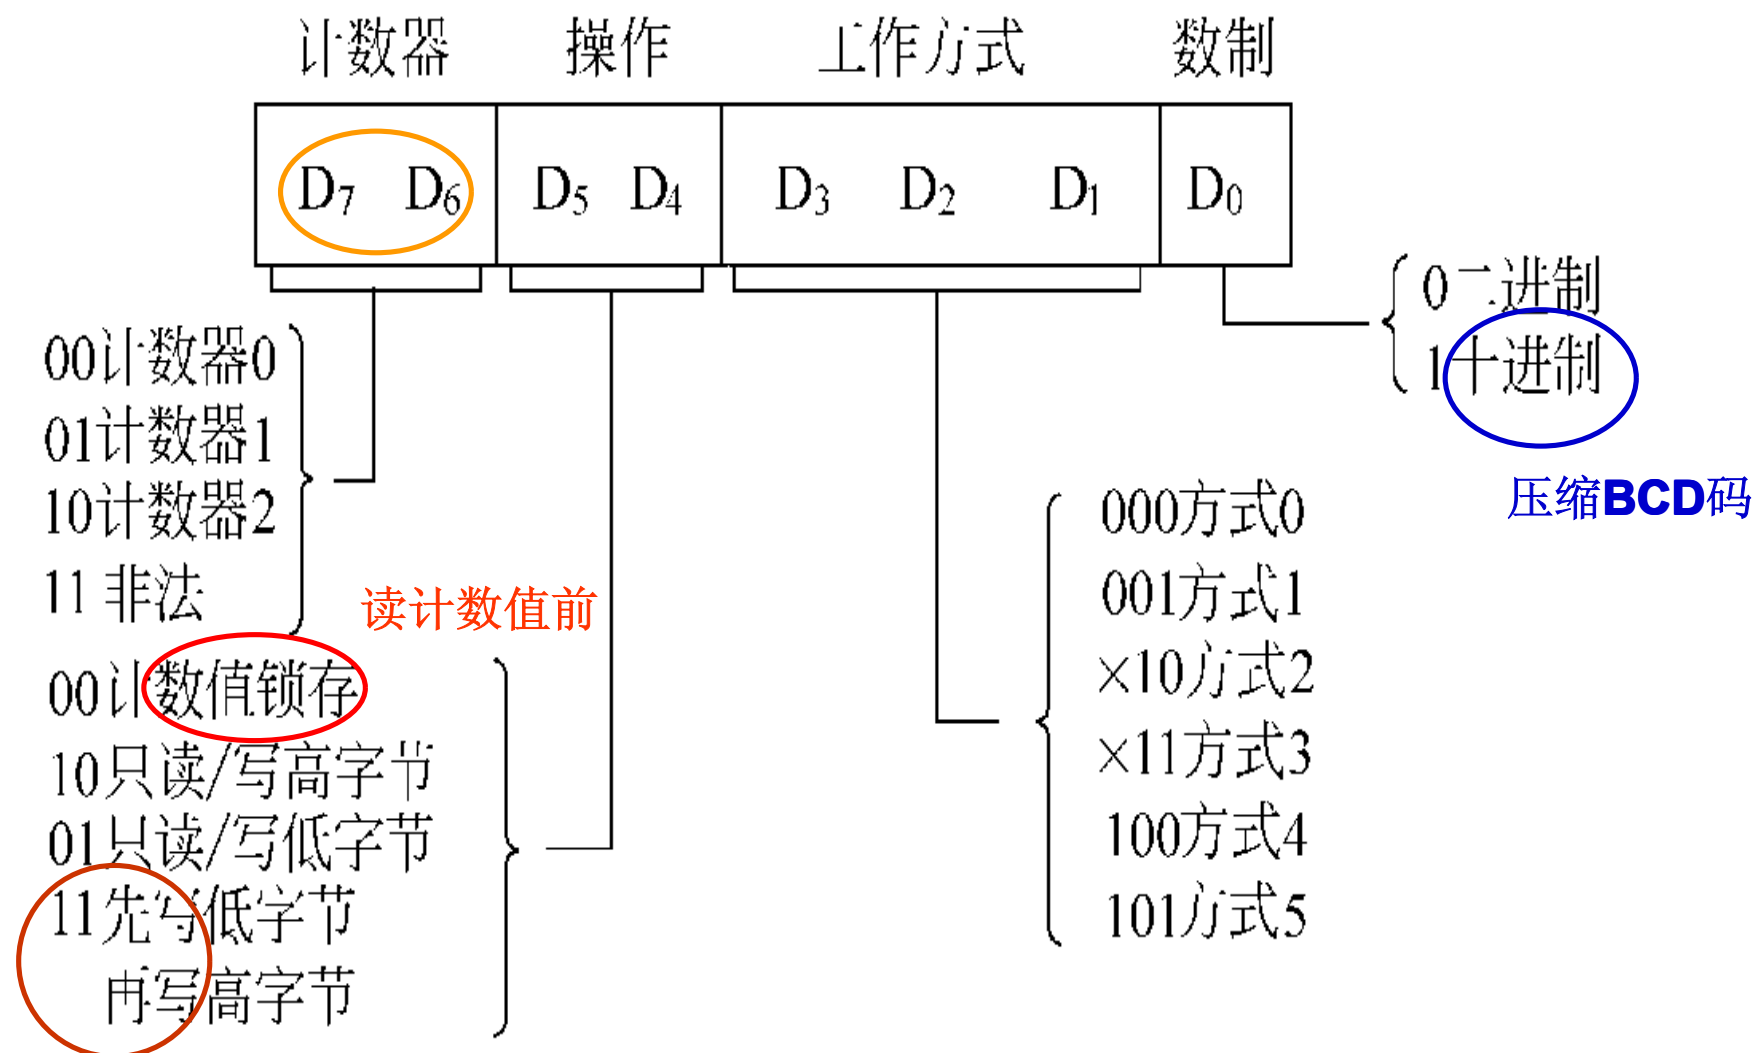 计数器 操作 工作方式 数制
D7 D6 D5 D4 D3 D2 D1 D0
0二进制
1十进制
压缩BCD码
00计数器0
01计数器1
10计数器2
11非法
读计数值前
00计数值锁存
10只读/写高字节
01只读/写低字节
11先写低字节
再写高字节
000方式0
001方式1
×10方式2
×11方式3
100方式4
101方式5